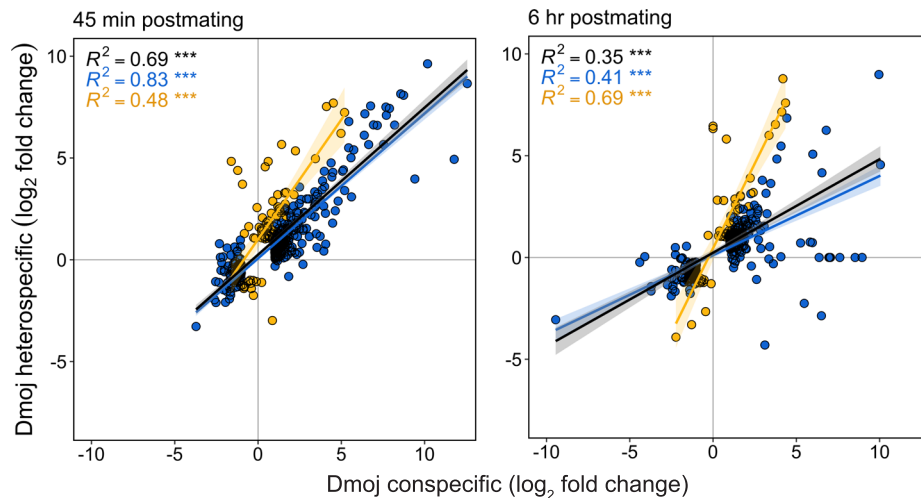 45 min postmating
6 hr postmating
R² = 0.69 ***
R² = 0.83 ***
R² = 0.48 ***
R² = 0.35 ***
R² = 0.41 ***
R² = 0.69 ***
Dmoj heterospecific (log₂ fold change)
10
5
0
-5
10
5
0
-5
-10 -5 0 5 10
-10 -5 0 5 10
Dmoj conspecific (log₂ fold change)